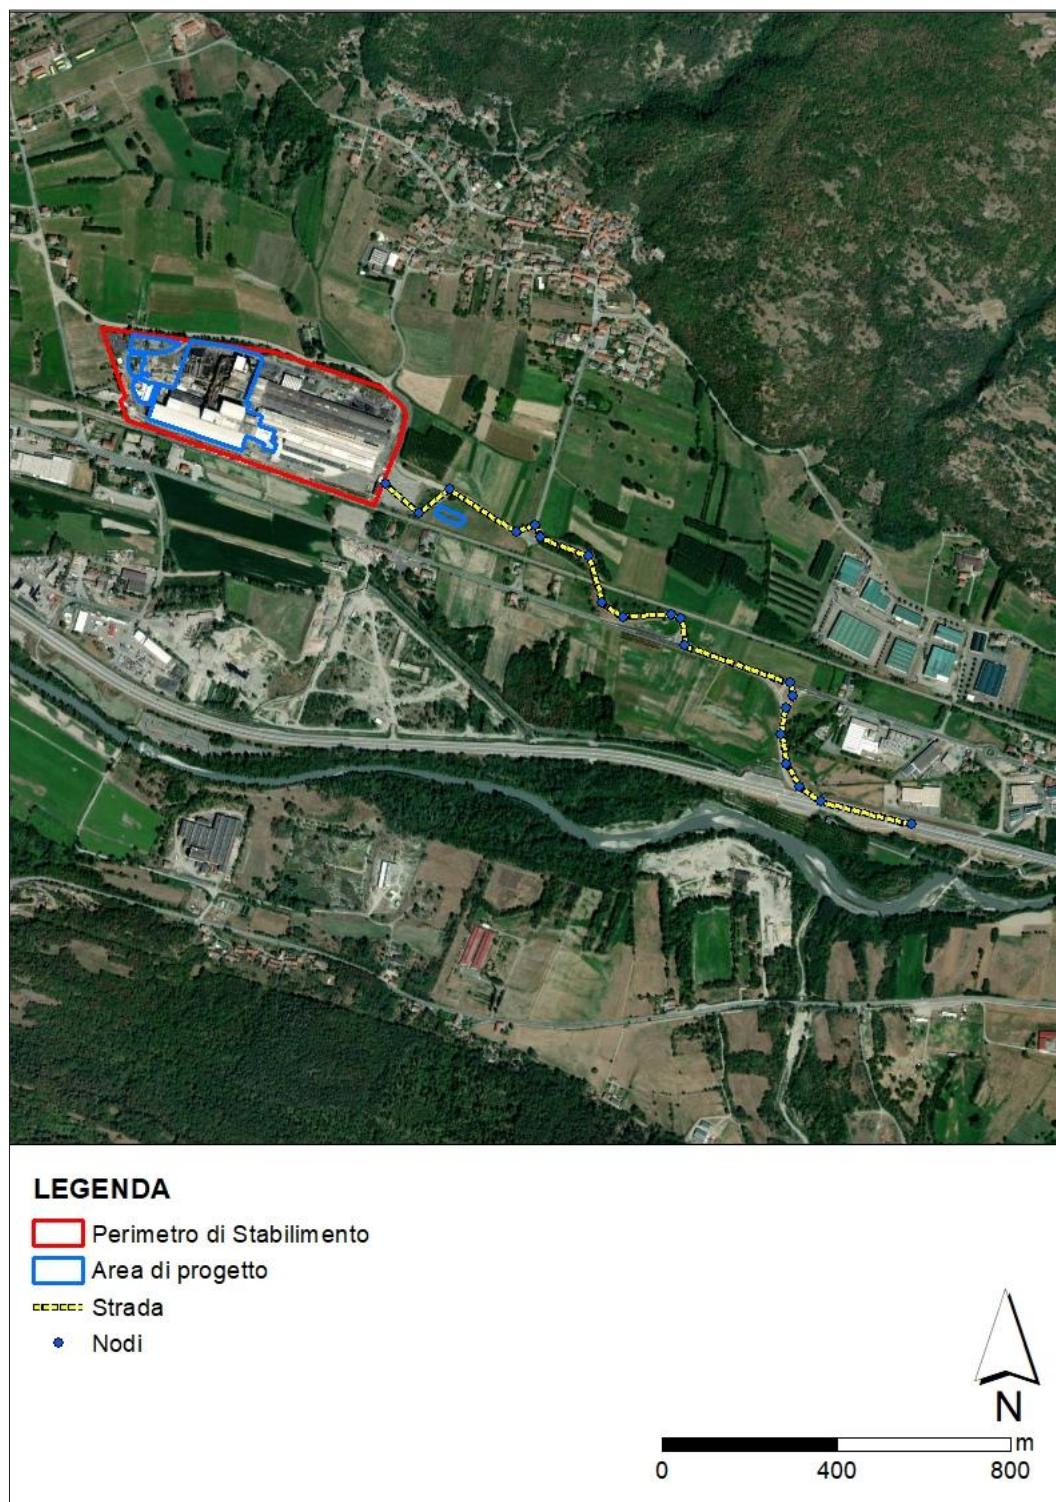 LEGENDA
Perimetro di Stabilimento
Area di progetto
Strada
Nodi
N
m
0 400 800